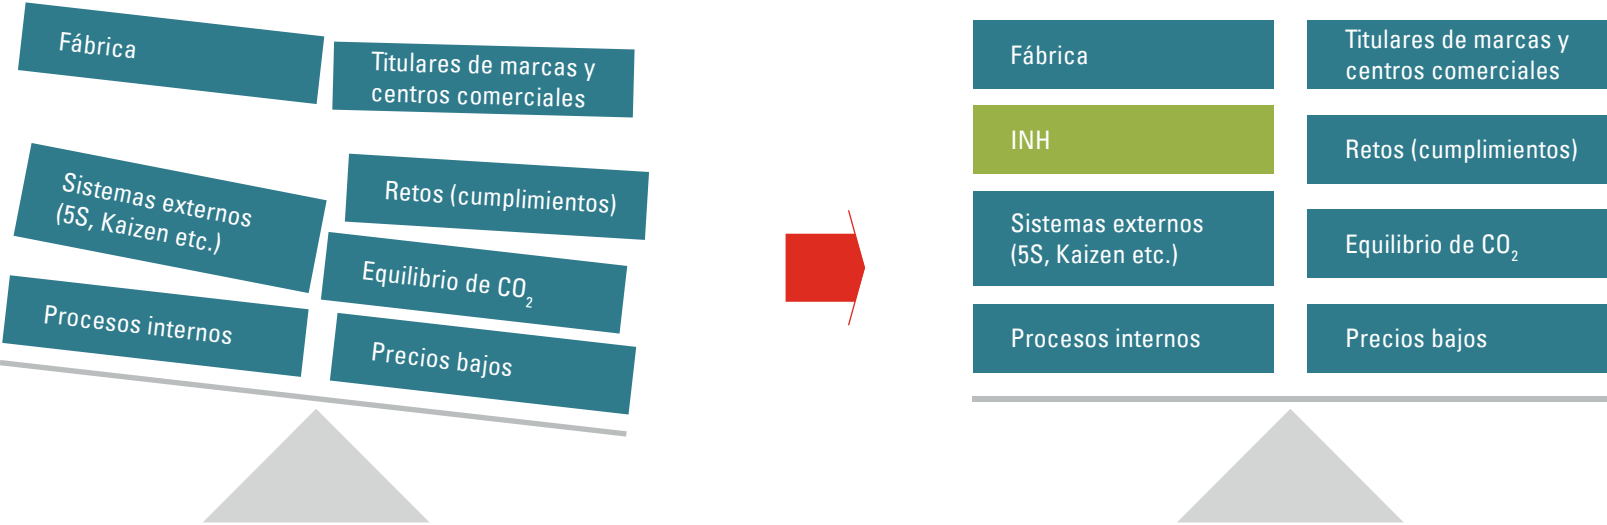 Fábrica
Titulares de marcas y
centros comerciales
Sistemas externos
(5S, Kaizen etc.)
Retos (cumplimientos)
Equilibrio de CO₂
Procesos internos
Precios bajos
Fábrica
Titulares de marcas y
centros comerciales
INH
Retos (cumplimientos)
Sistemas externos
(5S, Kaizen etc.)
Equilibrio de CO₂
Procesos internos
Precios bajos